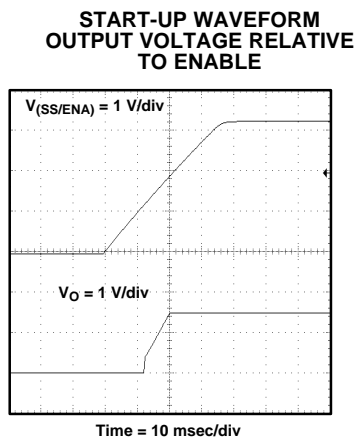 START-UP WAVEFORM
OUTPUT VOLTAGE RELATIVE
TO ENABLE
V(SS/ENA) = 1 V/div
VO = 1 V/div
Time = 10 msec/div